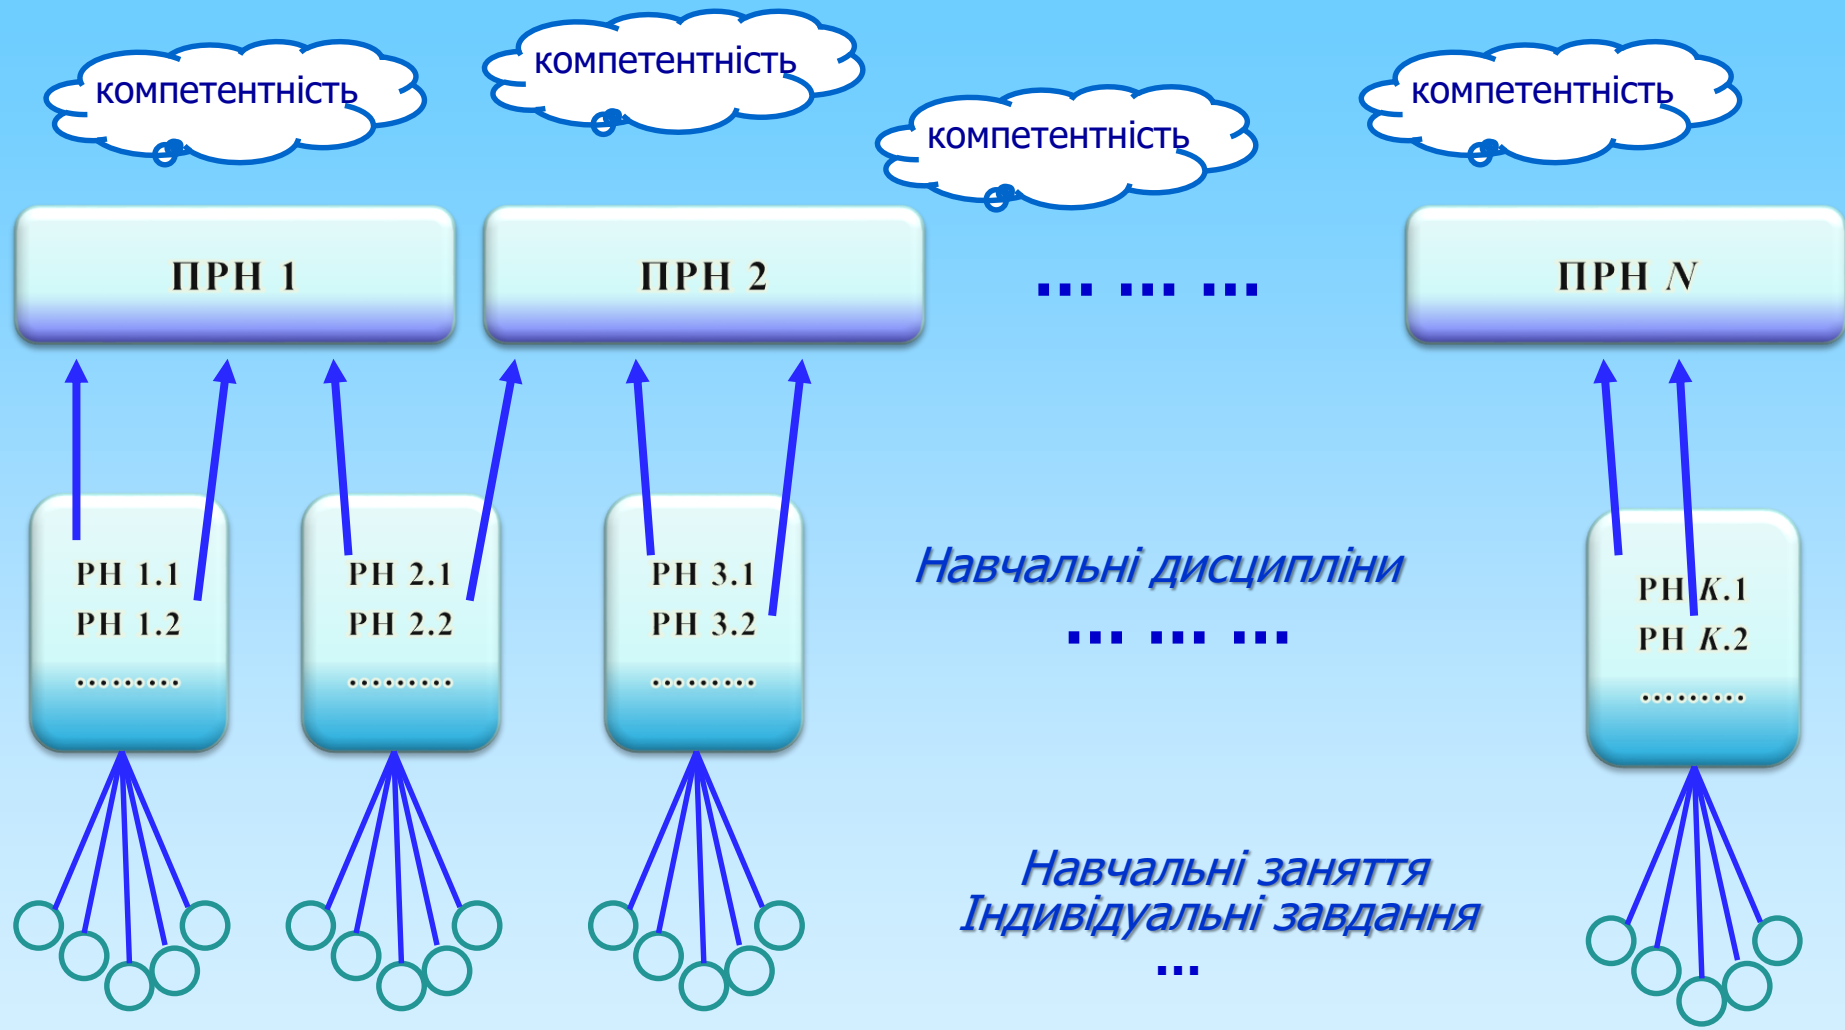 компетентність
компетентність
компетентність
компетентність
ПРН 1
ПРН 2
... ... ...
ПРН N
РН 1.1
РН 1.2
.........
РН 2.1
РН 2.2
.........
РН 3.1
РН 3.2
.........
Навчальні дисципліни
... ... ...
РН K.1
РН K.2
.........
Навчальні заняття
Індивідуальні завдання
...